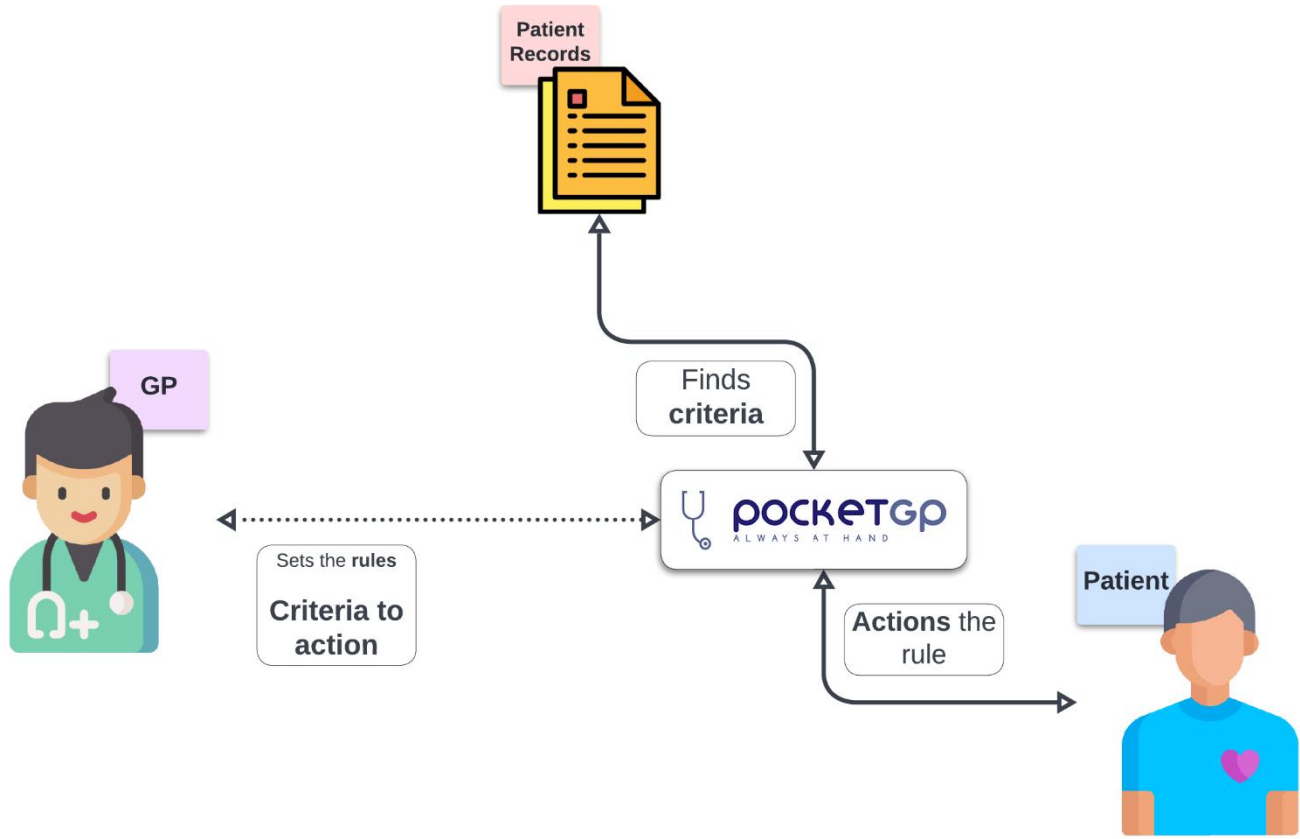 Patient
Records
GP
Finds
criteria
pocketgp
ALWAYS AT HAND
Sets the rules
Criteria to
action
Patient
Actions the
rule